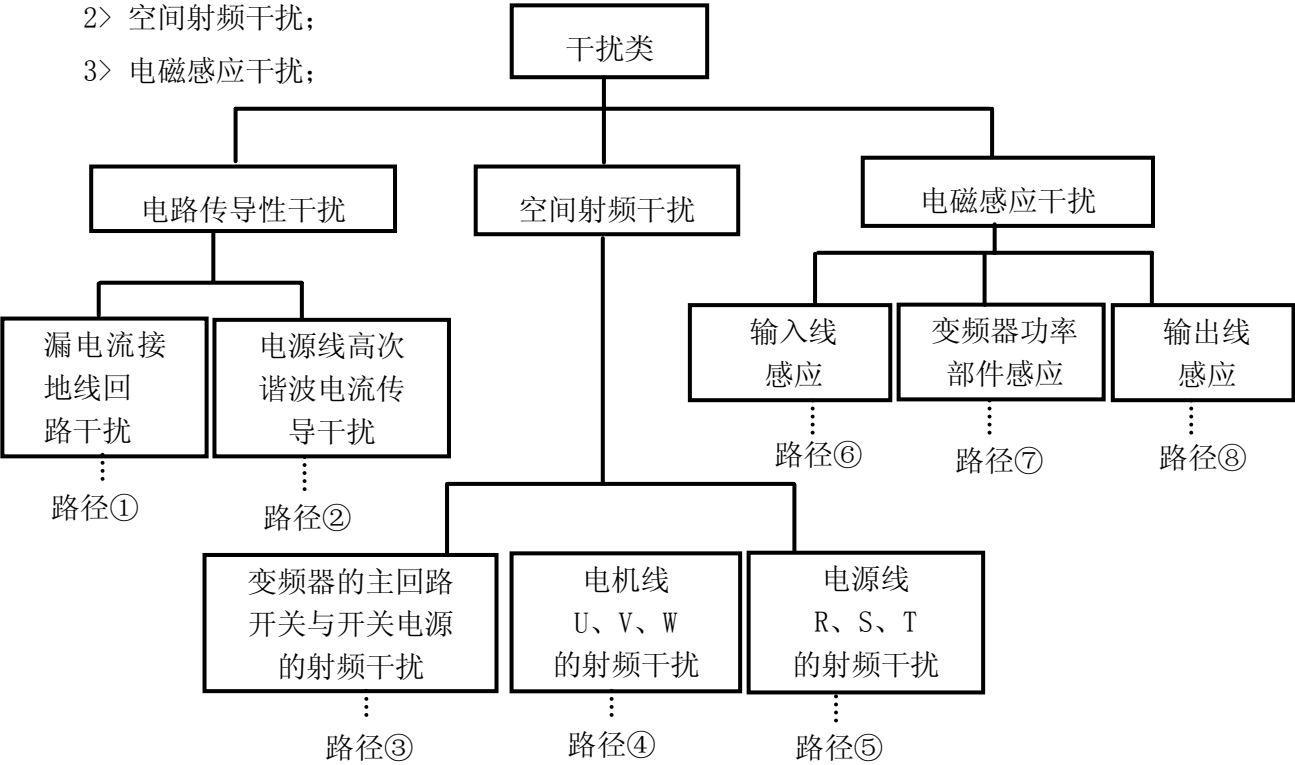 2> 空间射频干扰；
3> 电磁感应干扰；
干扰类
电路传导性干扰
空间射频干扰
电磁感应干扰
漏电流接
地线回
路干扰
电源线高次
谐波电流传
导干扰
输入线
感应
变频器功率
部件感应
输出线
感应
路径①
路径②
路径⑥
路径⑦
路径⑧
变频器的主回路
开关与开关电源
的射频干扰
电机线
U、V、W
的射频干扰
电源线
R、S、T
的射频干扰
路径③
路径④
路径⑤